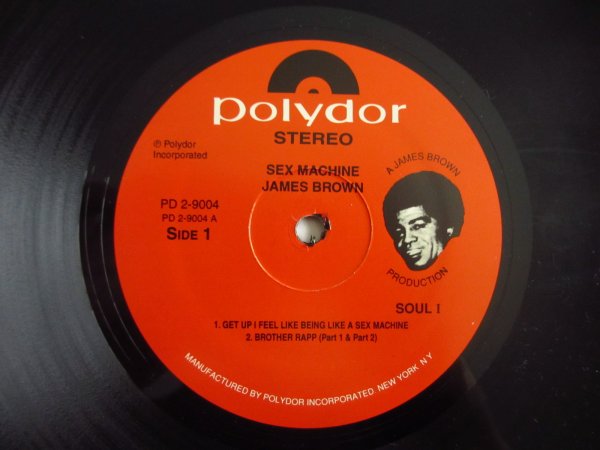 polydor
STEREO
℗ Polydor
Incorporated
SEX MACHINE
JAMES BROWN
PD 2-9004
PD 2-9004 A
SIDE 1
A JAMES BROWN
PRODUCTION
SOUL I
1. GET UP I FEEL LIKE BEING LIKE A SEX MACHINE
2. BROTHER RAPP (Part 1 & Part 2)
MANUFACTURED BY POLYDOR INCORPORATED. NEW YORK N.Y